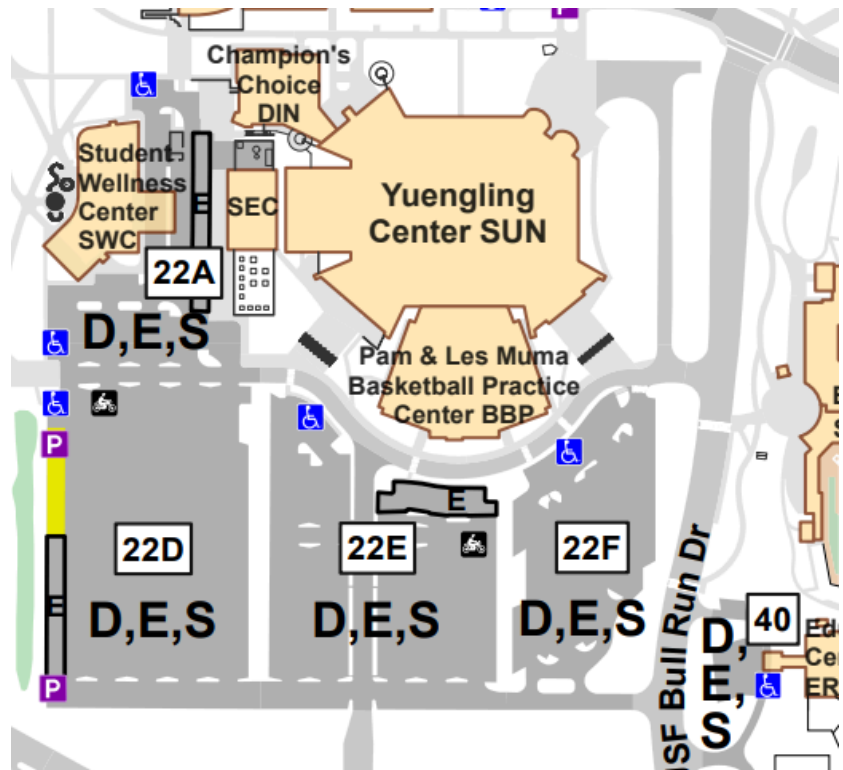 P
Champion's
Choice
DIN
Student
Wellness
Center
SWC
E
SEC
Yuengling
Center SUN
22A
D,E,S
Pam & Les Muma
Basketball Practice
Center BBP
P
E
22D
D,E,S
22E
D,E,S
22F
D,E,S
E
P
Bull Run Dr
D,
E,
S
40
ER